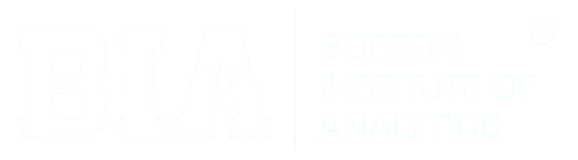 BIA
BOSTON
INSTITUTE OF
ANALYTICS
®